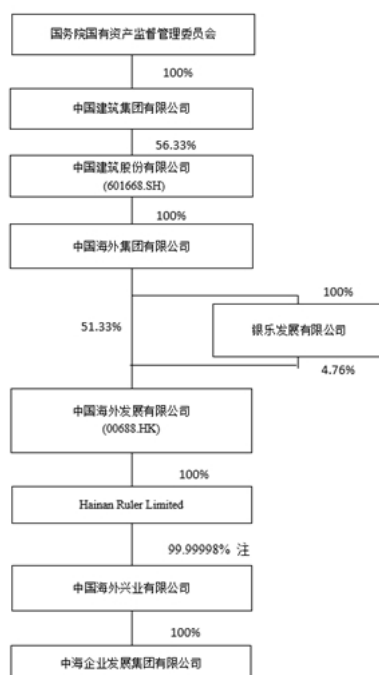 国务院国有资产监督管理委员会
100%
中国建筑集团有限公司
56.33%
中国建筑股份有限公司
(601668.SH)
100%
中国海外集团有限公司
100%
51.33%
银乐发展有限公司
4.76%
中国海外发展有限公司
(00688.HK)
100%
Hainan Ruler Limited
99.99998% 注
中国海外兴业有限公司
100%
中海企业发展集团有限公司